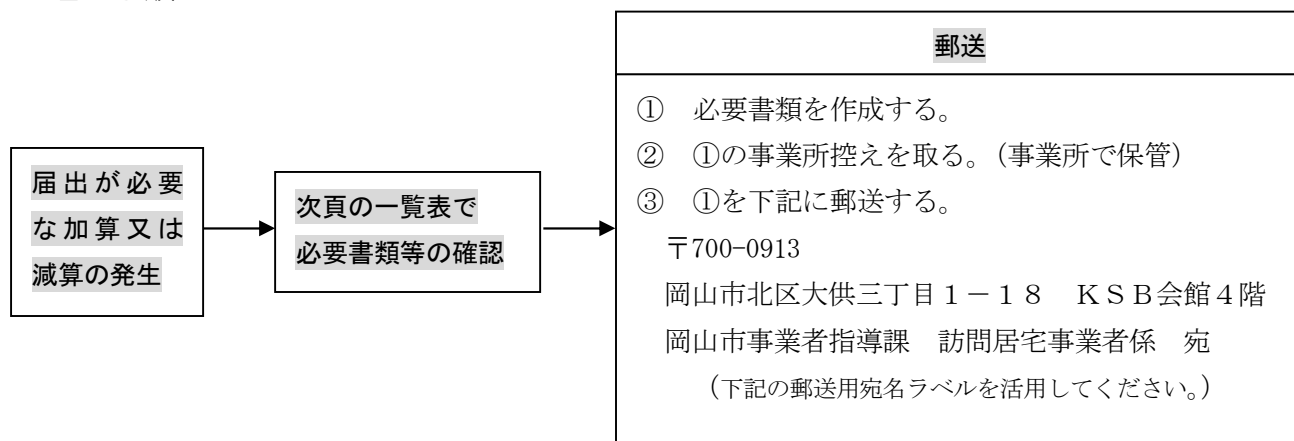 届出が必要
な加算又は
減算の発生
次頁の一覧表で
必要書類等の確認
郵送
① 必要書類を作成する。
② ①の事業所控えを取る。(事業所で保管)
③ ①を下記に郵送する。
〒700-0913
岡山市北区大供三丁目1-18 KSB会館4階
岡山市事業者指導課 訪問居宅事業者係 宛
(下記の郵送用宛名ラベルを活用してください。)